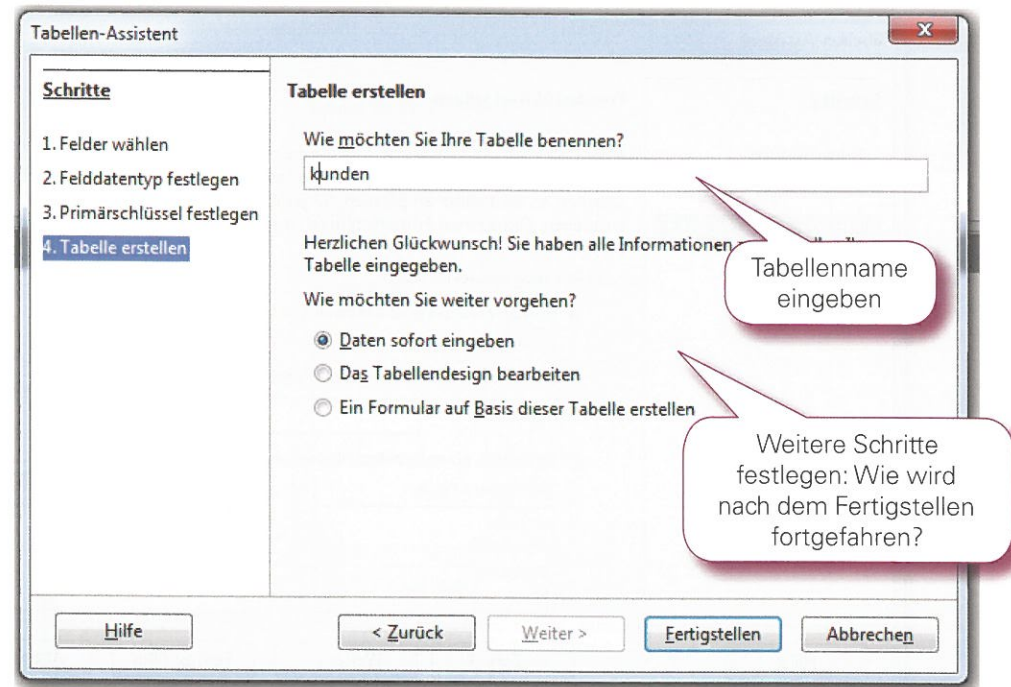 Tabellen-Assistent
Schritte
1. Felder wählen
2. Felddatentyp festlegen
3. Primärschlüssel festlegen
4. Tabelle erstellen
Tabelle erstellen
Wie möchten Sie Ihre Tabelle benennen?
kunden
Herzlichen Glückwunsch! Sie haben alle Informationen
Tabelle eingegeben.
Wie möchten Sie weiter vorgehen?
Daten sofort eingeben
Das Tabellendesign bearbeiten
Ein Formular auf Basis dieser Tabelle erstellen
Tabellenname
eingeben
Weitere Schritte
festlegen: Wie wird
nach dem Fertigstellen
fortgefahren?
Hilfe
< Zurück
Weiter >
Fertigstellen
Abbrechen